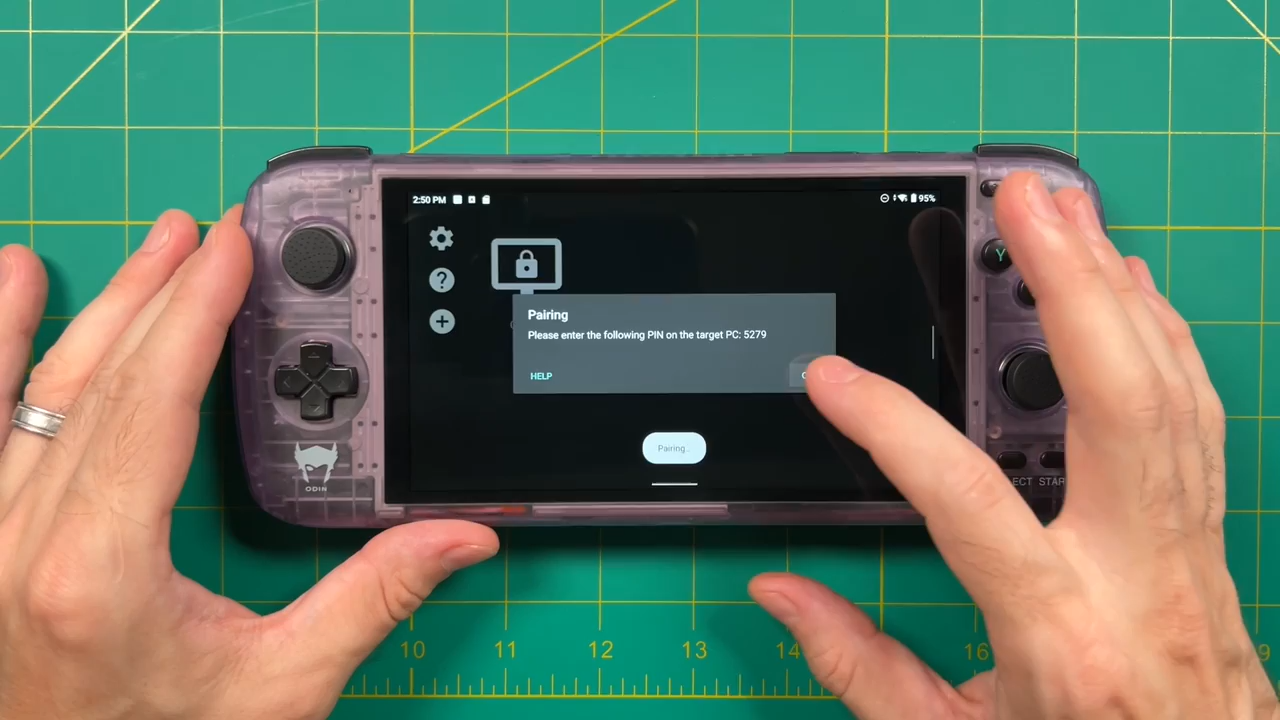 2:50 PM
95%
Pairing
Please enter the following PIN on the target PC: 5279
HELP
Pairing...
Y
ODIN
10 11 12 13 14 16 9